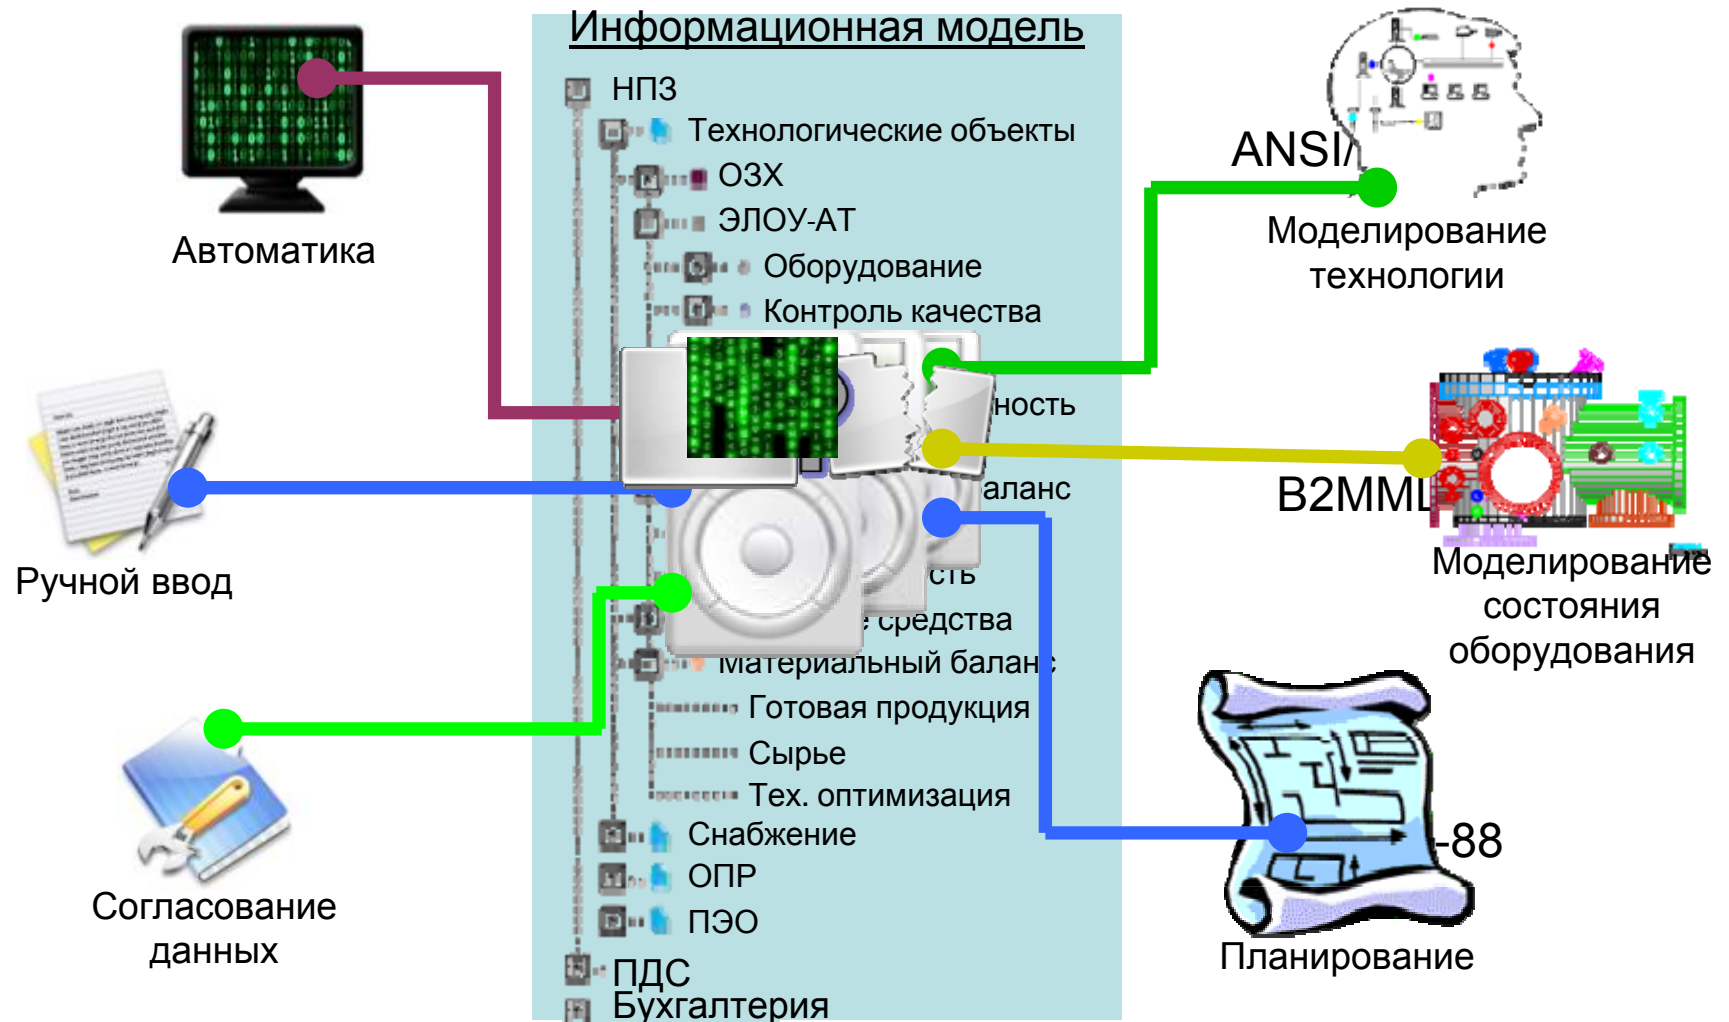 Информационная модель
НПЗ
Технологические объекты
ОЗХ
ЭЛОУ-АТ
Оборудование
Контроль качества
ность
аланс
сть
е средства
Материальный баланс
Готовая продукция
Сырье
Тех. оптимизация
Снабжение
ОПР
ПЭО
ПДС
Бухгалтерия
Автоматика
Ручной ввод
Согласование
данных
ANSI/
Моделирование
технологии
B2MML
Моделирование
состояния
оборудования
-88
Планирование